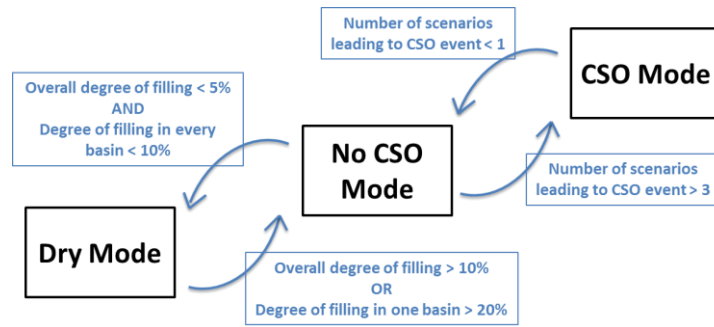 Number of scenarios
leading to CSO event < 1
CSO Mode
Overall degree of filling < 5%
AND
Degree of filling in every
basin < 10%
No CSO
Mode
Number of scenarios
leading to CSO event > 3
Dry Mode
Overall degree of filling > 10%
OR
Degree of filling in one basin > 20%